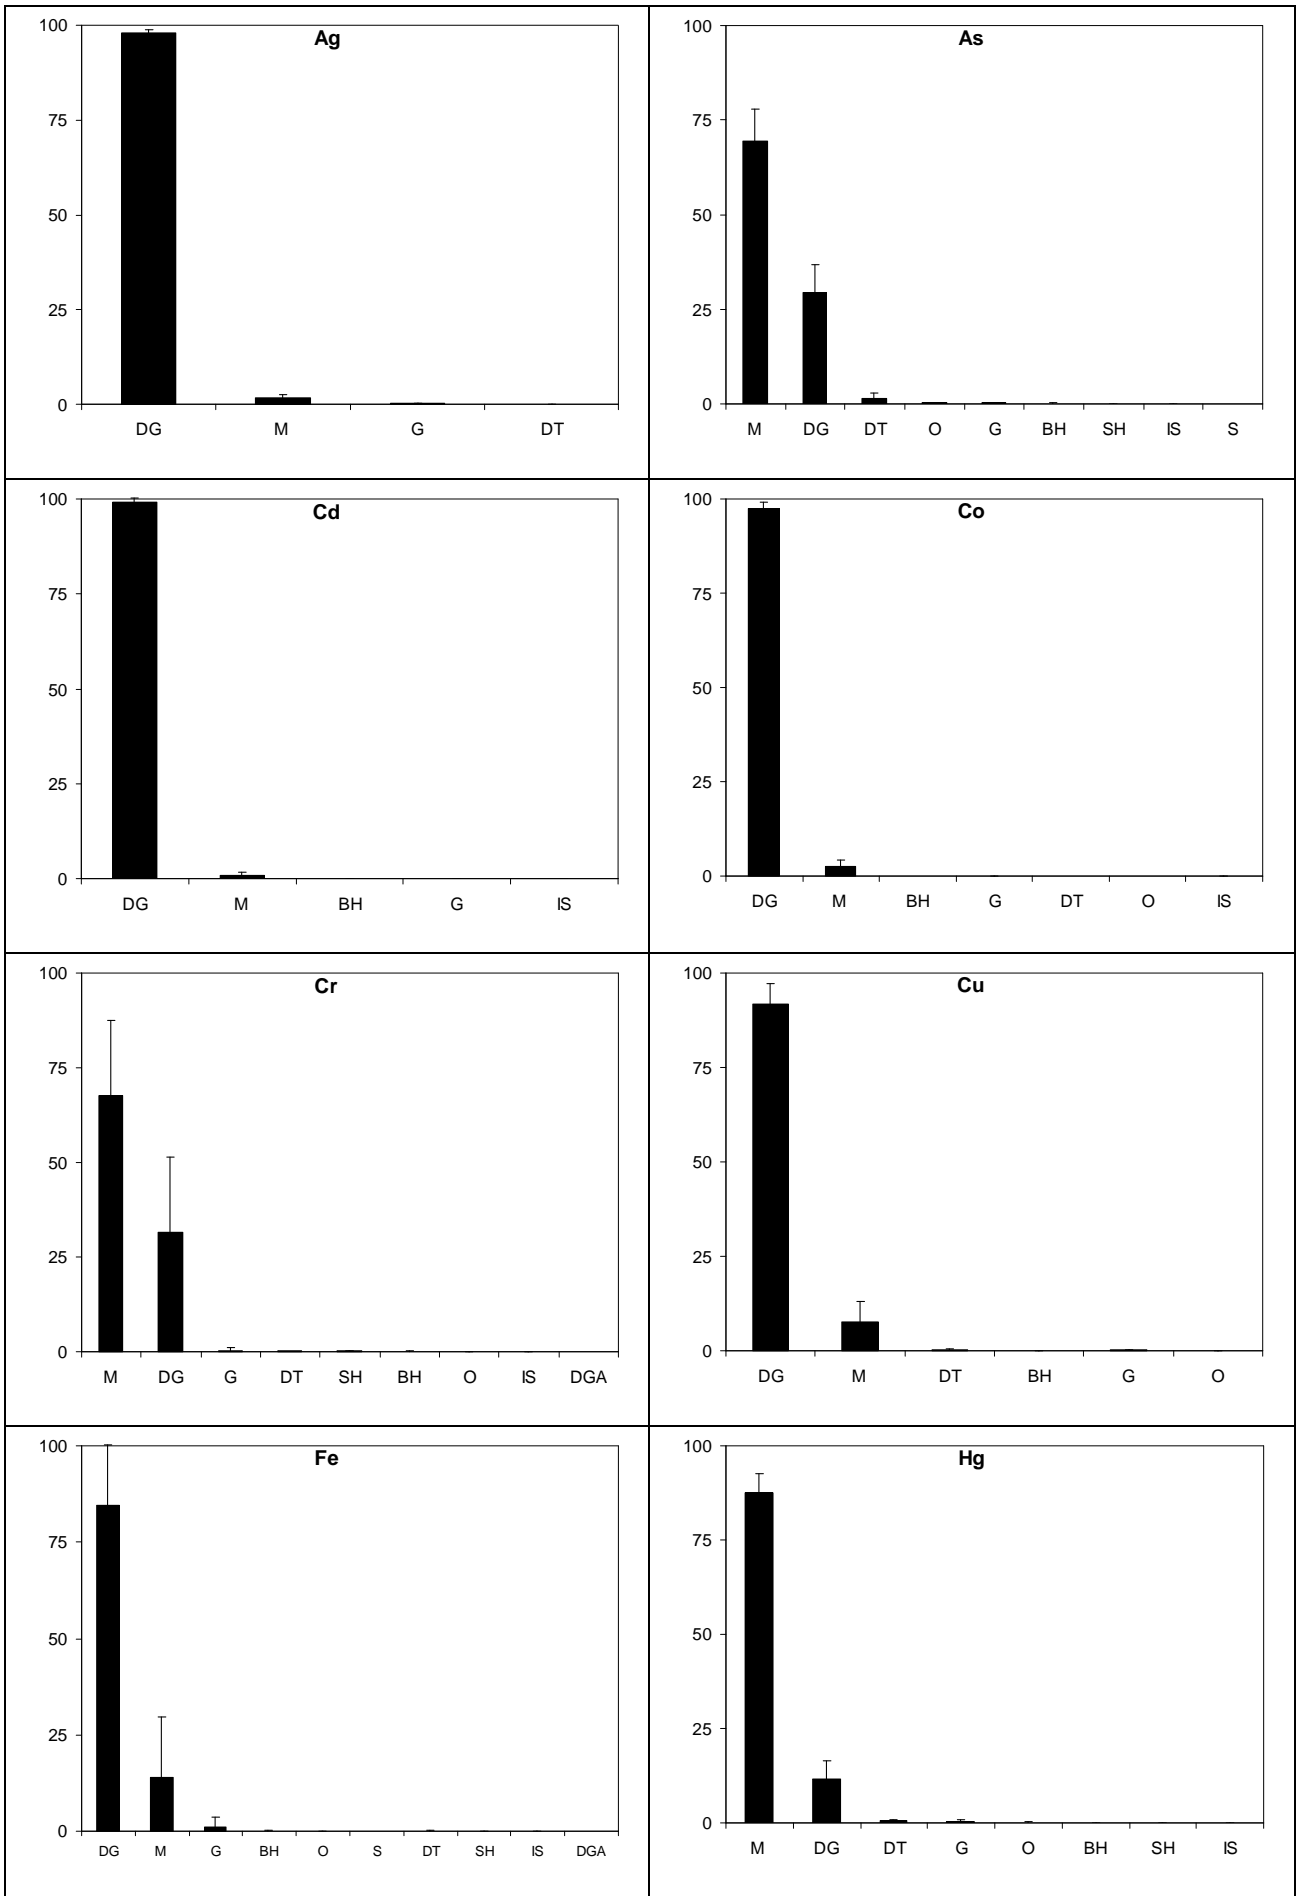 Ag
100
75
50
25
0
DG M G DT
As
100
75
50
25
0
M DG DT O G BH SH IS S
Cd
100
75
50
25
0
DG M BH G IS
Co
100
75
50
25
0
DG M BH G DT O IS
Cr
100
75
50
25
0
M DG G DT SH BH O IS DGA
Cu
100
75
50
25
0
DG M DT BH G O
Fe
100
75
50
25
0
DG M G BH O S DT SH IS DGA
Hg
100
75
50
25
0
M DG DT G O BH SH IS